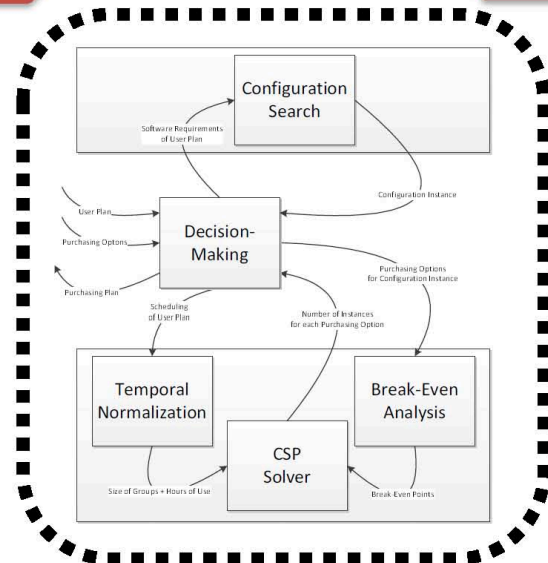 Configuration
Search
Software Requirements
of User Plan
Configuration Instance
User Plan
Purchasing Optons
Decision-
Making
Purchasing Plan
Purchasing Options
for Configuration Instance
Scheduling
of User Plan
Number of Instances
for each Purchasing Option
Temporal
Normalization
Break-Even
Analysis
CSP
Solver
Size of Groups + Hours of Use
Break-Even Points